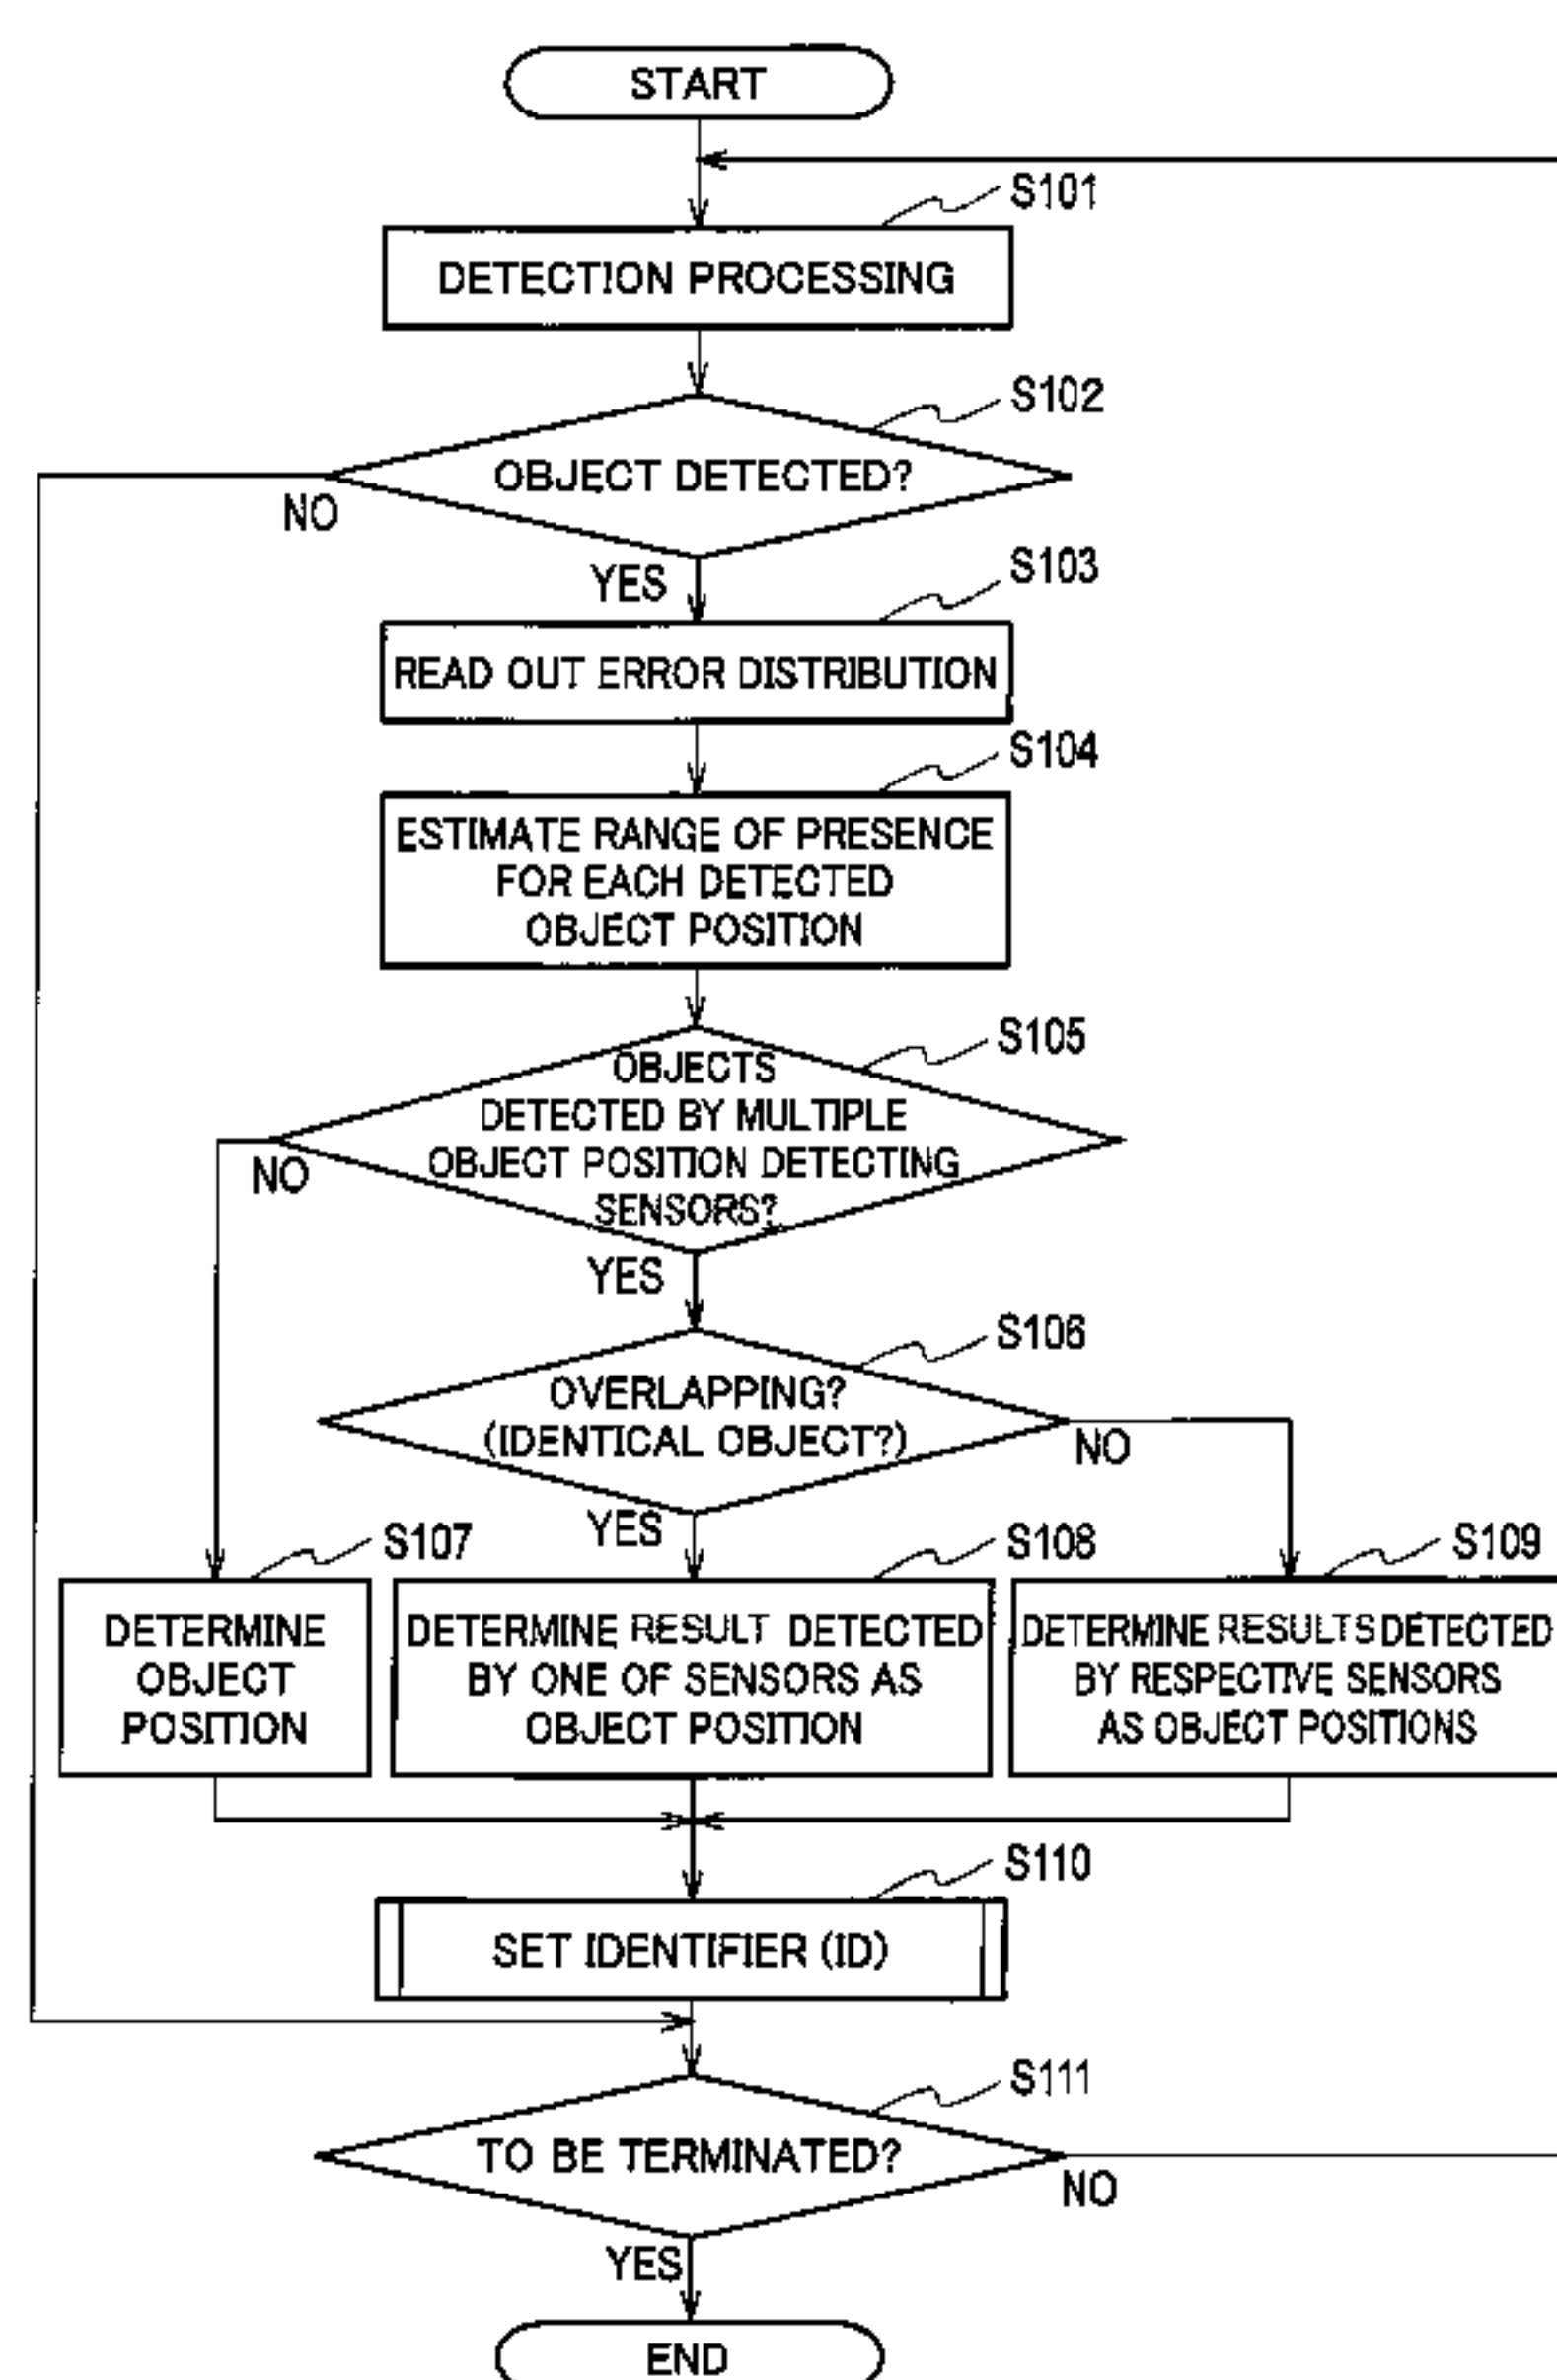 START
S101
DETECTION PROCESSING
S102
OBJECT DETECTED?
NO
YES
S103
READ OUT ERROR DISTRIBUTION
S104
ESTIMATE RANGE OF PRESENCE
FOR EACH DETECTED
OBJECT POSITION
S105
OBJECTS
DETECTED BY MULTIPLE
OBJECT POSITION DETECTING
SENSORS?
NO
YES
S106
OVERLAPPING?
(IDENTICAL OBJECT?)
NO
YES
S107
DETERMINE
OBJECT
POSITION
S108
DETERMINE RESULT DETECTED
BY ONE OF SENSORS AS
OBJECT POSITION
S109
DETERMINE RESULTS DETECTED
BY RESPECTIVE SENSORS
AS OBJECT POSITIONS
S110
SET IDENTIFIER (ID)
S111
TO BE TERMINATED?
NO
YES
END